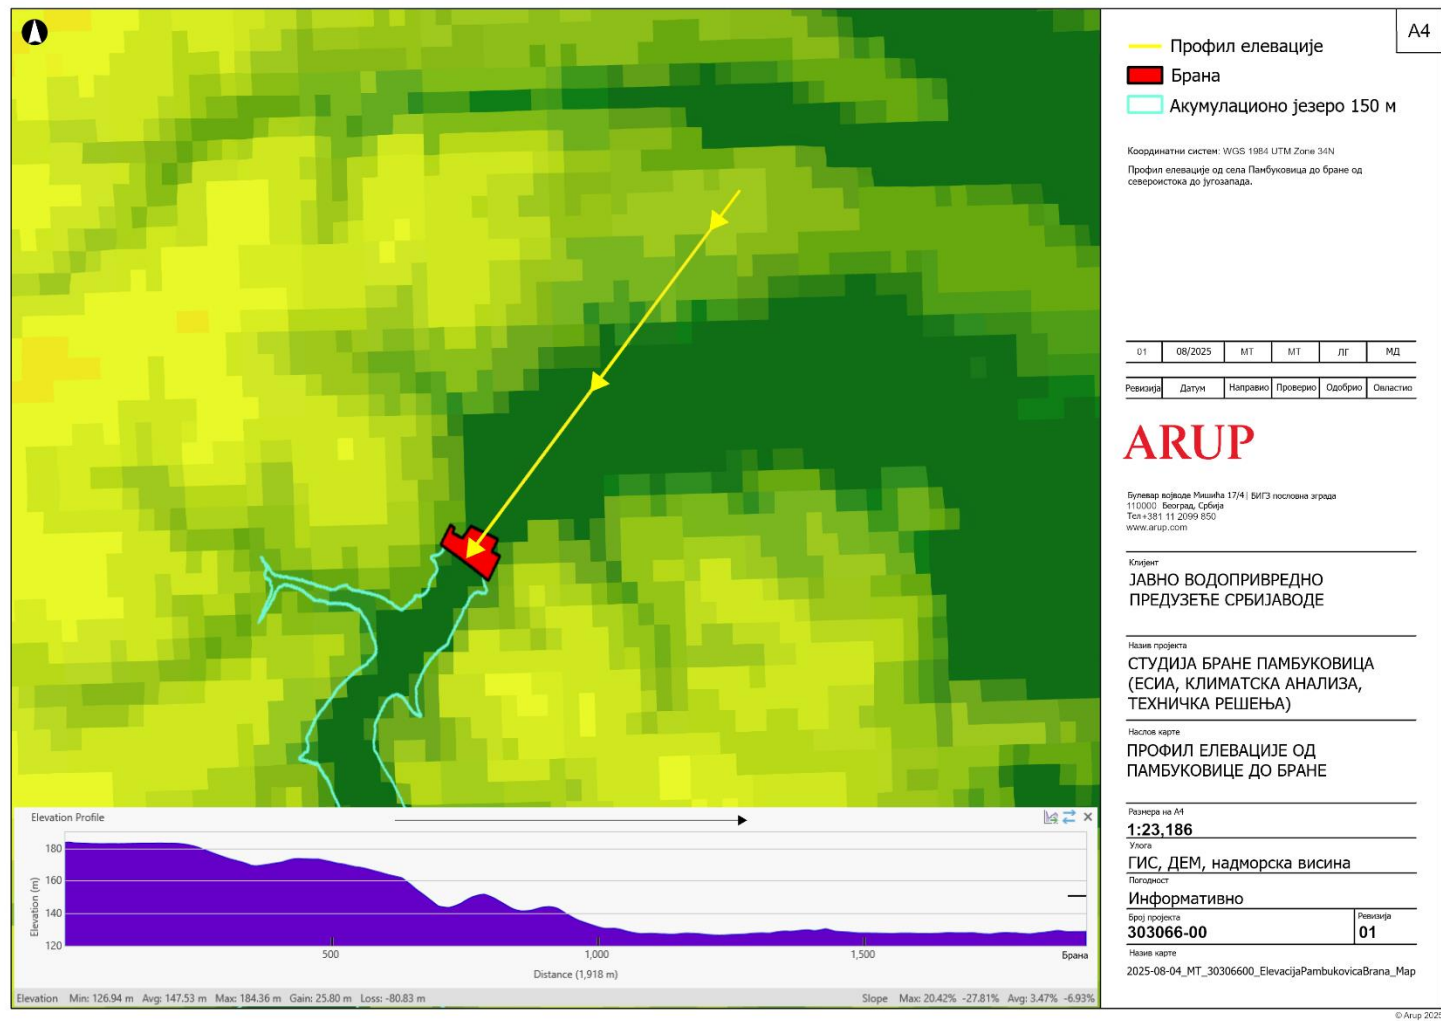 A4
Профил елевације
Брана
Акумулационо језеро 150 м
Координатни систем: WGS 1984 UTM Zone 34N
Профил елевације од села Памбуковица до бране од
североистока до југозапада.
01 08/2025 МТ МТ ЛГ МД
Ревизија Датум Направио Проверио Одобрио Овластио
ARUP
Булевар војводе Мишића 17/4 | БИГЗ пословна зграда
110000 Београд, Србија
Тел +381 11 2099 850
www.arup.com
Клијент
ЈАВНО ВОДОПРИВРЕДНО
ПРЕДУЗЕЋЕ СРБИЈАВОДЕ
Назив пројекта
СТУДИЈА БРАНЕ ПАМБУКОВИЦА
(ЕСИА, КЛИМАТСКА АНАЛИЗА,
ТЕХНИЧКА РЕШЕЊА)
Наслов карте
ПРОФИЛ ЕЛЕВАЦИЈЕ ОД
ПАМБУКОВИЦЕ ДО БРАНЕ
Размера на А4
1:23,186
Улога
ГИС, ДЕМ, надморска висина
Погодност
Информативно
Број пројекта Ревизија
303066-00 01
Назив карте
2025-08-04_MT_30306600_ElevacijaPambukovicaBrana_Map
Elevation Profile
Elevation (m)
180
160
140
120
500 1,000 1,500 Брана
Distance (1,918 m)
Elevation Min: 126.94 m Avg: 147.53 m Max: 184.36 m Gain: 25.80 m Loss: -80.83 m Slope Max: 20.42% -27.81% Avg: 3.47% -6.93%
© Arup 2025